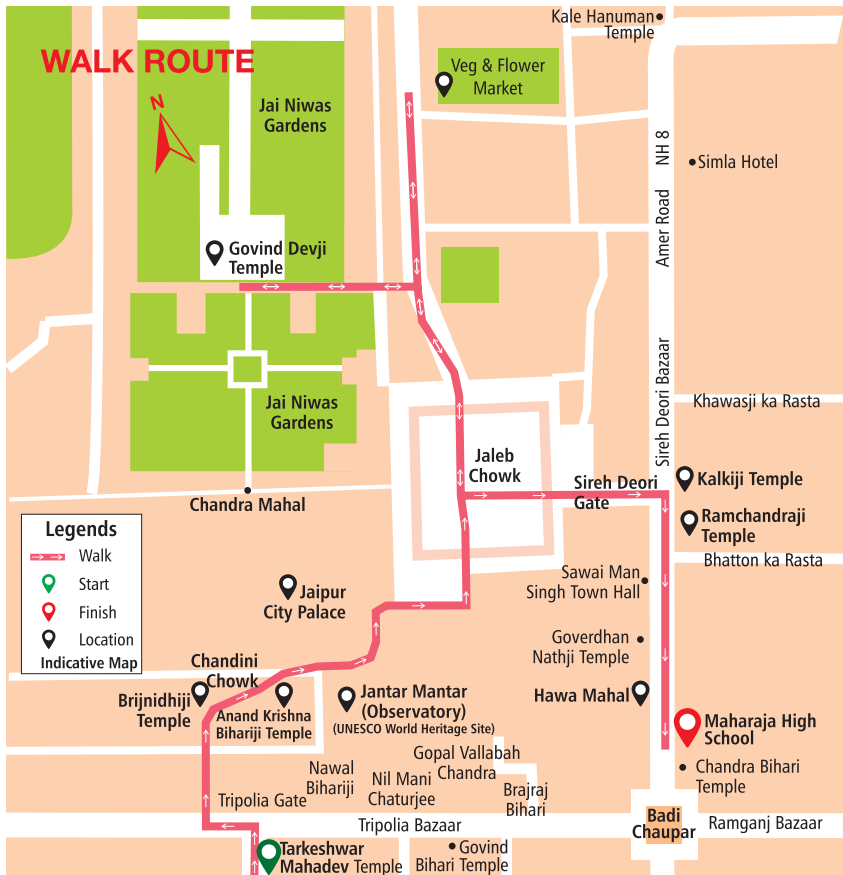 Kale Hanuman
Temple
WALK ROUTE
N
Jai Niwas
Gardens
Veg & Flower
Market
NH 8
Simla Hotel
Amer Road
Govind Devji
Temple
Sireh Deori Bazaar
Khawasji ka Rasta
Jai Niwas
Gardens
Jaleb
Chowk
Sireh Deori
Gate
Kalkiji Temple
Chandra Mahal
Ramchandraji
Temple
Bhatton ka Rasta
Legends
Walk
Start
Finish
Location
Indicative Map
Jaipur
City Palace
Sawai Man
Singh Town Hall
Goverdhan
Nathji Temple
Chandini
Chowk
Brijnidhiji
Temple
Anand Krishna
Bihariji Temple
Jantar Mantar
(Observatory)
(UNESCO World Heritage Site)
Hawa Mahal
Maharaja High
School
Gopal Vallabah
Chandra
Nawal
Bihariji
Nil Mani
Chaturjee
Brajraj
Bihari
Chandra Bihari
Temple
Tripolia Gate
Tripolia Bazaar
Badi
Chaupar
Ramganj Bazaar
Tarkeshwar
Mahadev Temple
Govind
Bihari Temple